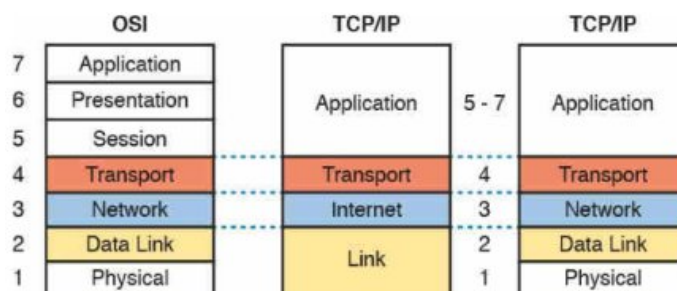 OSI TCP/IP TCP/IP
7 Application
6 Presentation Application 5 - 7 Application
5 Session
4 Transport Transport 4 Transport
3 Network Internet 3 Network
2 Data Link Link 2 Data Link
1 Physical 1 Physical